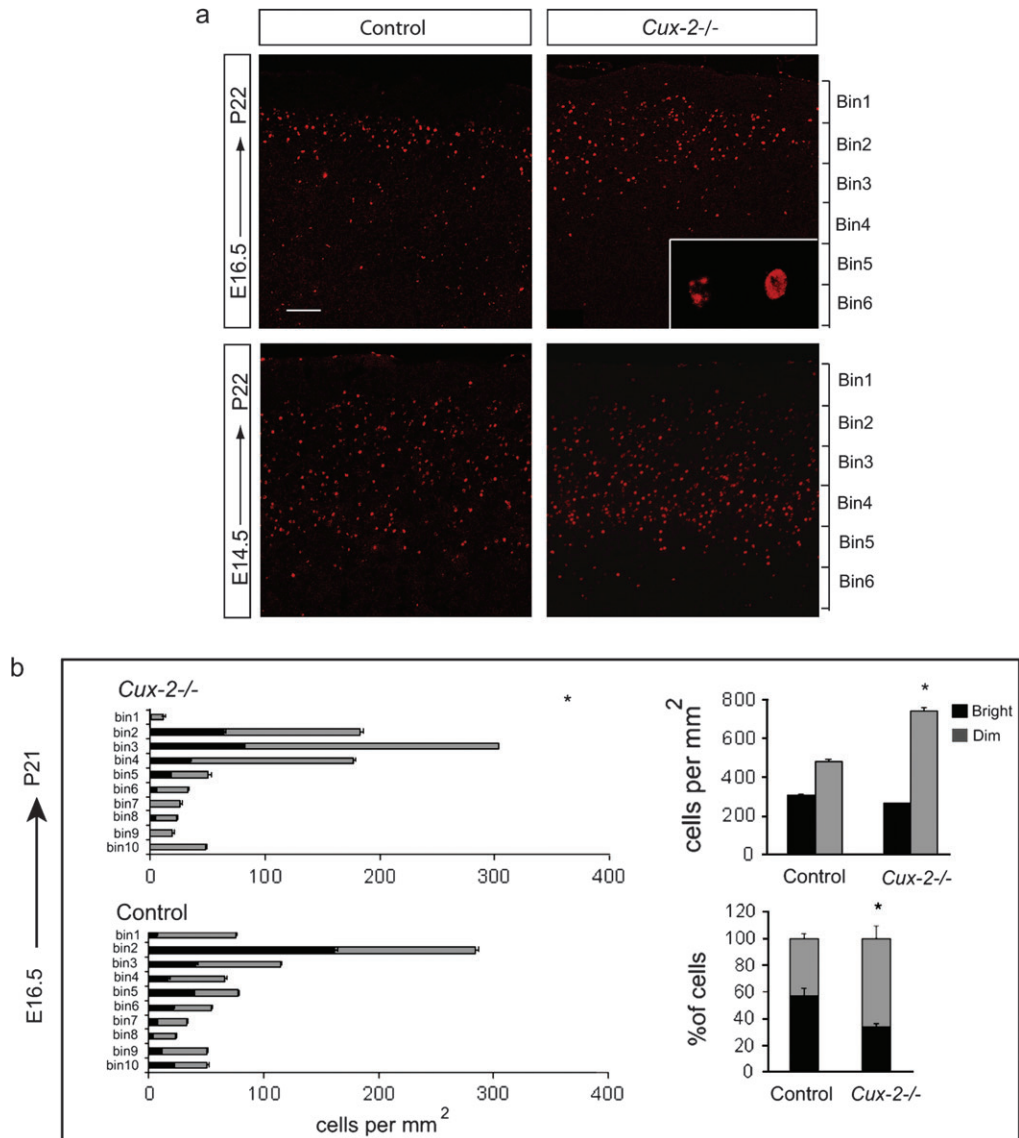 a
Control
Cux-2-/-
E16.5 P22
Bin1
Bin2
Bin3
Bin4
Bin5
Bin6
E14.5 P22
Bin1
Bin2
Bin3
Bin4
Bin5
Bin6
b
E16.5 P21
Cux-2-/-
*
bin1
bin2
bin3
bin4
bin5
bin6
bin7
bin8
bin9
bin10
0 100 200 300 400
Control
bin1
bin2
bin3
bin4
bin5
bin6
bin7
bin8
bin9
bin10
0 100 200 300 400
cells per mm2
cells per mm2
800
600
400
200
0
*
Bright
Dim
Control Cux-2-/-
%of cells
120
100
80
60
40
20
0
*
Control Cux-2-/-